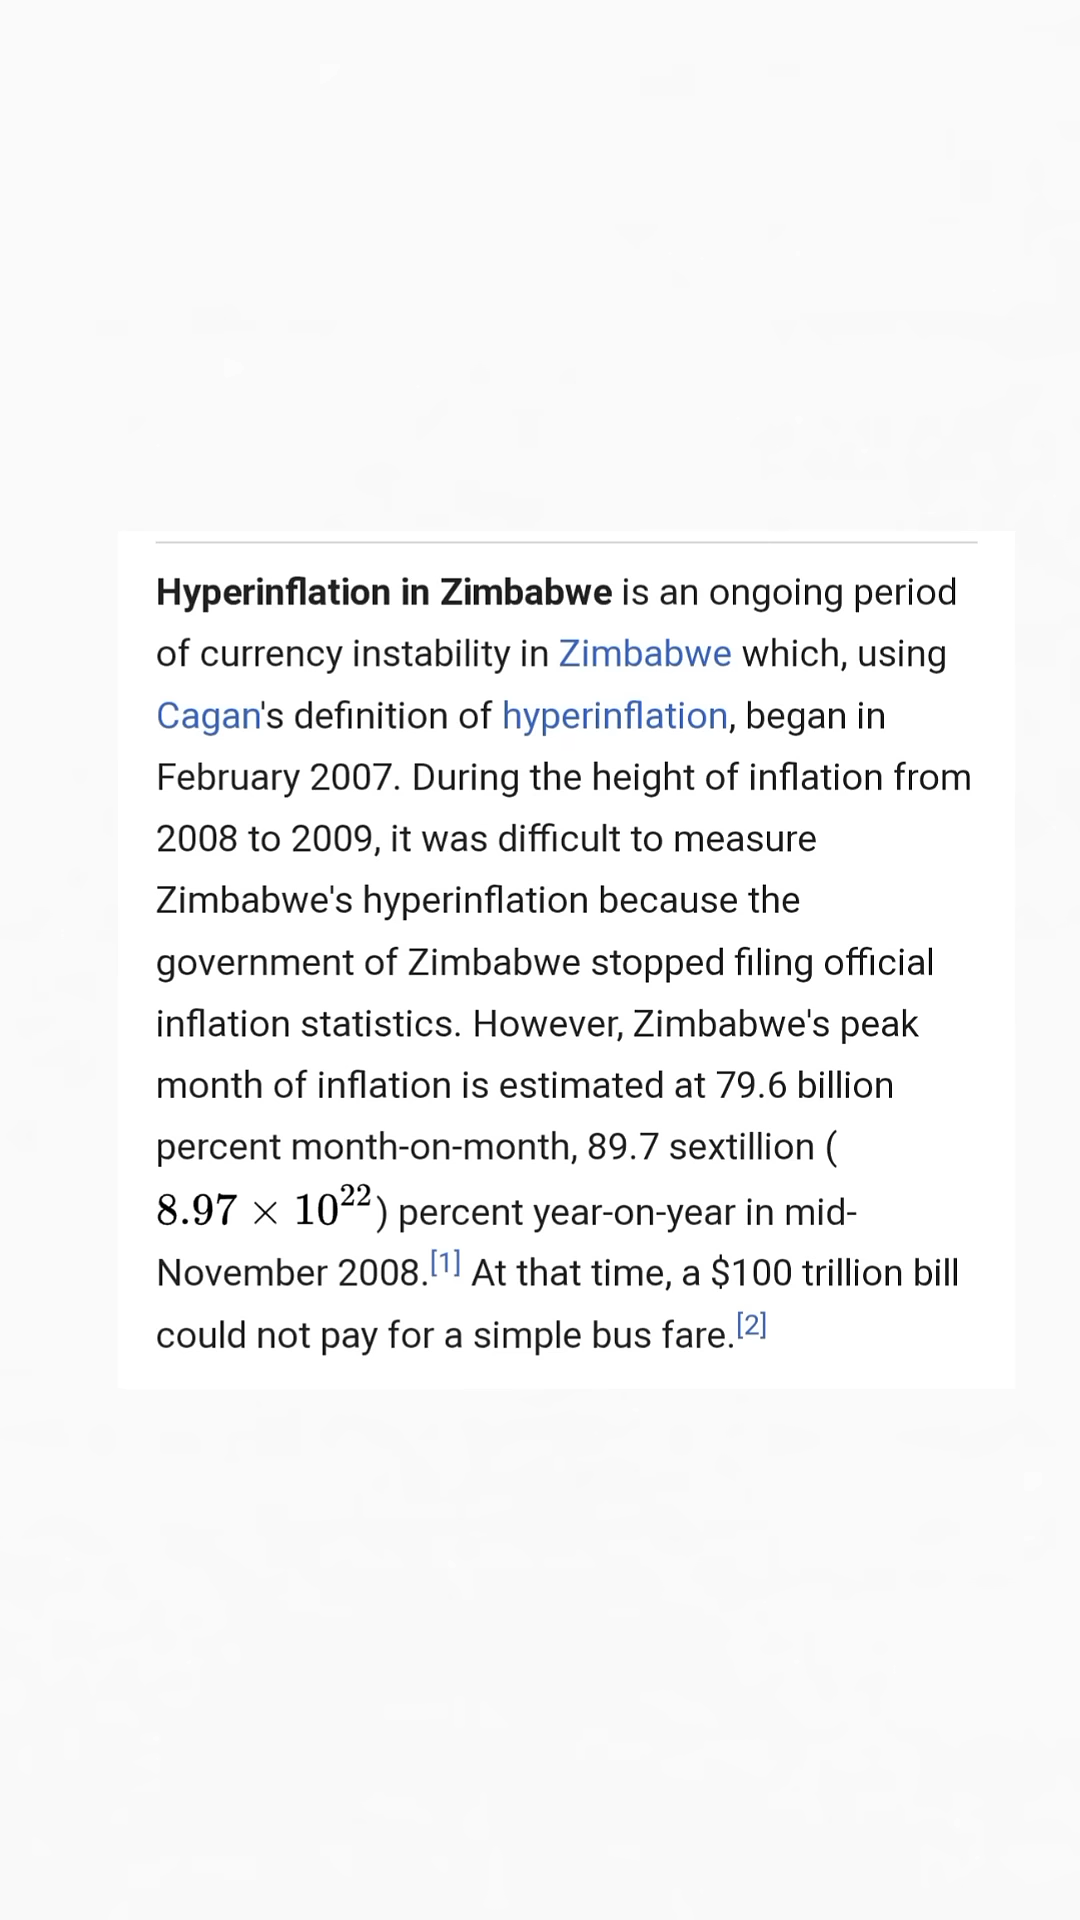 Hyperinflation in Zimbabwe is an ongoing period
of currency instability in Zimbabwe which, using
Cagan's definition of hyperinflation, began in
February 2007. During the height of inflation from
2008 to 2009, it was difficult to measure
Zimbabwe's hyperinflation because the
government of Zimbabwe stopped filing official
inflation statistics. However, Zimbabwe's peak
month of inflation is estimated at 79.6 billion
percent month-on-month, 89.7 sextillion (
8.97 × 10²²) percent year-on-year in mid-
November 2008.[1] At that time, a $100 trillion bill
could not pay for a simple bus fare.[2]